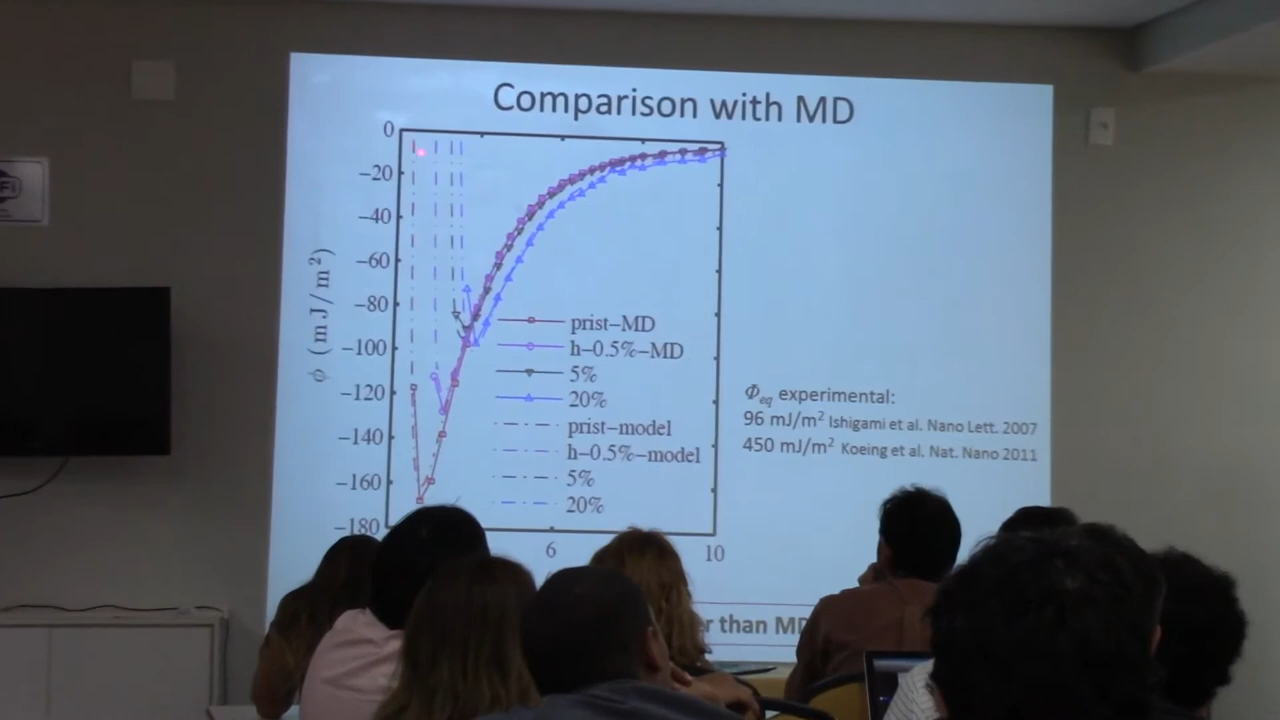 Comparison with MD
0
−20
−40
−60
−80
−100
−120
−140
−160
−180
ϕ (mJ/m²)
6
10
prist−MD
h−0.5%−MD
5%
20%
prist−model
h−0.5%−model
5%
20%
Φeq experimental:
96 mJ/m² Ishigami et al. Nano Lett. 2007
450 mJ/m² Koeing et al. Nat. Nano 2011
than MD